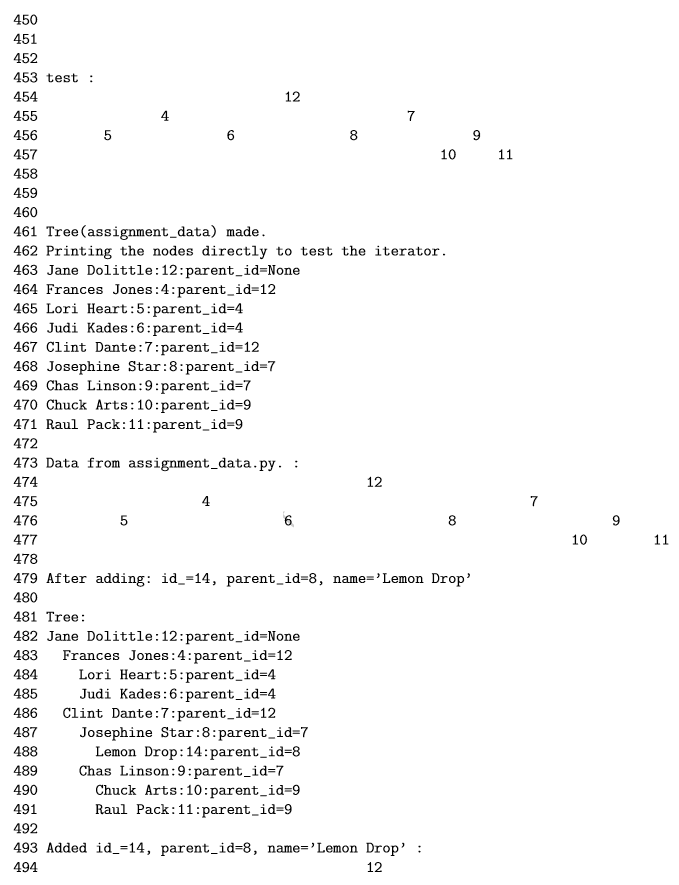 450
451
452
453 test :
454                               12
455               4                             7
456        5              6              8              9
457                                                 10     11
458
459
460
461 Tree(assignment_data) made.
462 Printing the nodes directly to test the iterator.
463 Jane Dolittle:12:parent_id=None
464 Frances Jones:4:parent_id=12
465 Lori Heart:5:parent_id=4
466 Judi Kades:6:parent_id=4
467 Clint Dante:7:parent_id=12
468 Josephine Star:8:parent_id=7
469 Chas Linson:9:parent_id=7
470 Chuck Arts:10:parent_id=9
471 Raul Pack:11:parent_id=9
472
473 Data from assignment_data.py. :
474                                         12
475                    4                                       7
476          5                   6                   8                   9
477                                                                 10        11
478
479 After adding: id_=14, parent_id=8, name='Lemon Drop'
480
481 Tree:
482 Jane Dolittle:12:parent_id=None
483   Frances Jones:4:parent_id=12
484     Lori Heart:5:parent_id=4
485     Judi Kades:6:parent_id=4
486   Clint Dante:7:parent_id=12
487     Josephine Star:8:parent_id=7
488       Lemon Drop:14:parent_id=8
489     Chas Linson:9:parent_id=7
490       Chuck Arts:10:parent_id=9
491       Raul Pack:11:parent_id=9
492
493 Added id_=14, parent_id=8, name='Lemon Drop' :
494                                         12